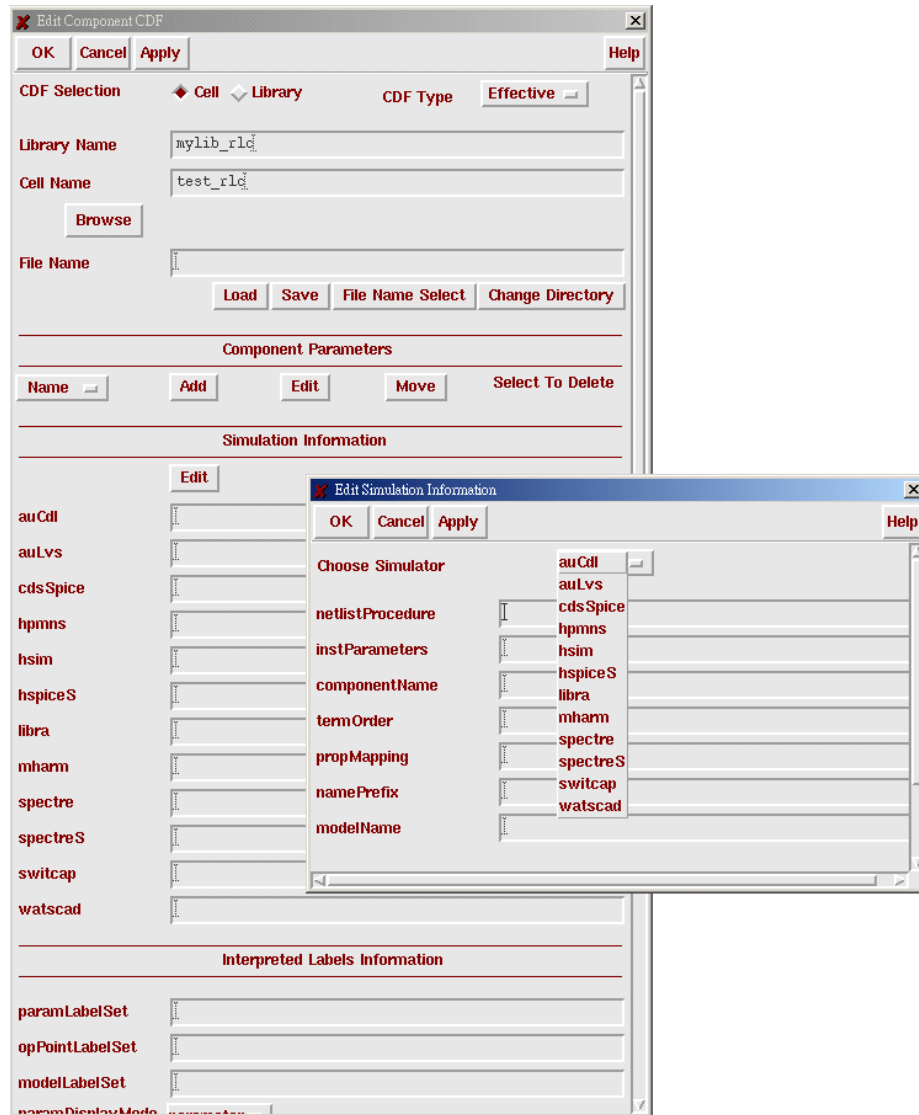 Edit Component CDF
OK Cancel Apply Help
CDF Selection Cell Library CDF Type Effective
Library Name mylib_rlc
Cell Name test_rlc
Browse
File Name
Load Save File Name Select Change Directory
Component Parameters
Name Add Edit Move Select To Delete
Simulation Information
Edit
auCdl
auLvs
cdsSpice
hpmns
hsim
hspiceS
libra
mharm
spectre
spectreS
switcap
watscad
Interpreted Labels Information
paramLabelSet
opPointLabelSet
modelLabelSet
paramDisplayMode parameter
Edit Simulation Information
OK Cancel Apply Help
Choose Simulator auCdl
auLvs
netlistProcedure cdsSpice
hpmns
instParameters hsim
componentName hspiceS
libra
termOrder mharm
spectre
propMapping spectreS
namePrefix switcap
watscad
modelName